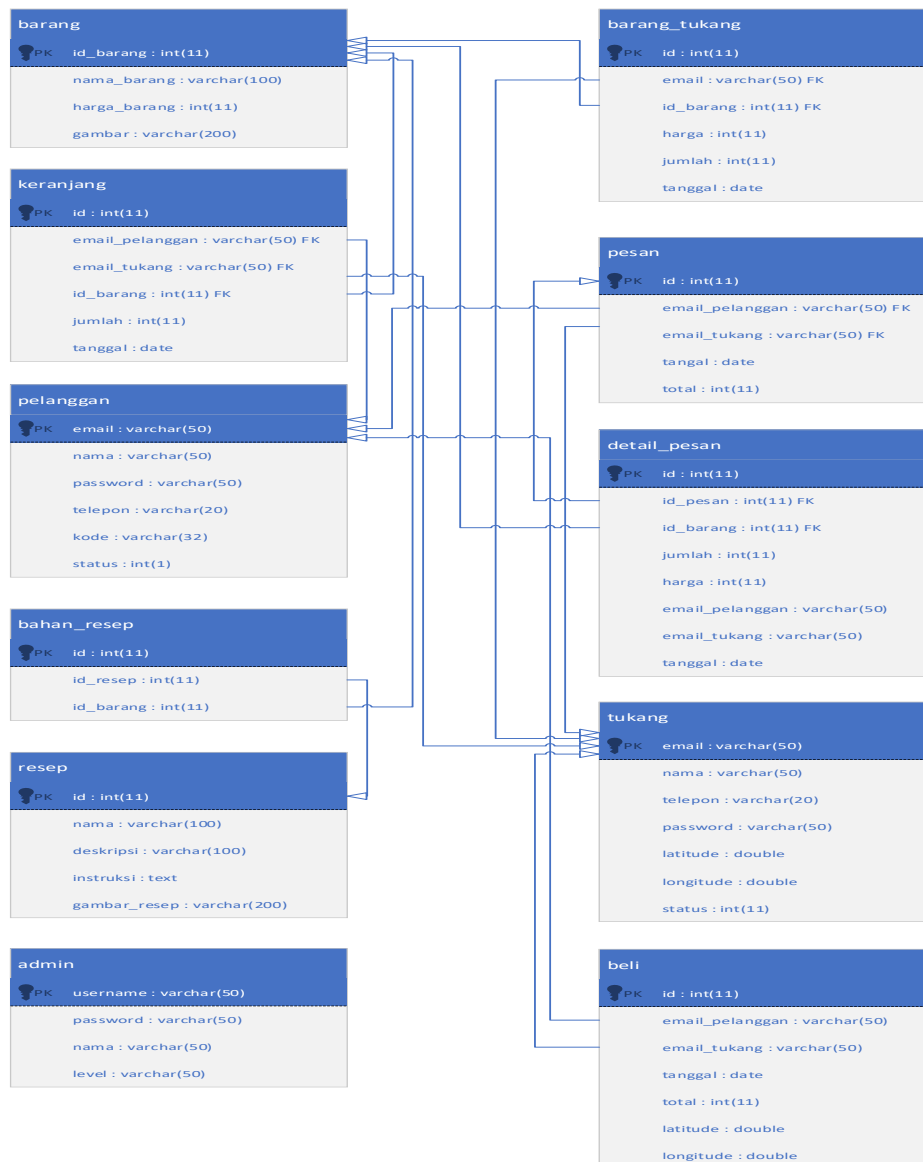 barang
PK id_barang : int(11)
nama_barang : varchar(100)
harga_barang : int(11)
gambar : varchar(200)
keranjang
PK id : int(11)
email_pelanggan : varchar(50) FK
email_tukang : varchar(50) FK
id_barang : int(11) FK
jumlah : int(11)
tanggal : date
pelanggan
PK email : varchar(50)
nama : varchar(50)
password : varchar(50)
telepon : varchar(20)
kode : varchar(32)
status : int(1)
bahan_resep
PK id : int(11)
id_resep : int(11)
id_barang : int(11)
resep
PK id : int(11)
nama : varchar(100)
deskripsi : varchar(100)
instruksi : text
gambar_resep : varchar(200)
admin
PK username : varchar(50)
password : varchar(50)
nama : varchar(50)
level : varchar(50)
barang_tukang
PK id : int(11)
email : varchar(50) FK
id_barang : int(11) FK
harga : int(11)
jumlah : int(11)
tanggal : date
pesan
PK id : int(11)
email_pelanggan : varchar(50) FK
email_tukang : varchar(50) FK
tangal : date
total : int(11)
detail_pesan
PK id : int(11)
id_pesan : int(11) FK
id_barang : int(11) FK
jumlah : int(11)
harga : int(11)
email_pelanggan : varchar(50)
email_tukang : varchar(50)
tanggal : date
tukang
PK email : varchar(50)
nama : varchar(50)
telepon : varchar(20)
password : varchar(50)
latitude : double
longitude : double
status : int(11)
beli
PK id : int(11)
email_pelanggan : varchar(50)
email_tukang : varchar(50)
tanggal : date
total : int(11)
latitude : double
longitude : double